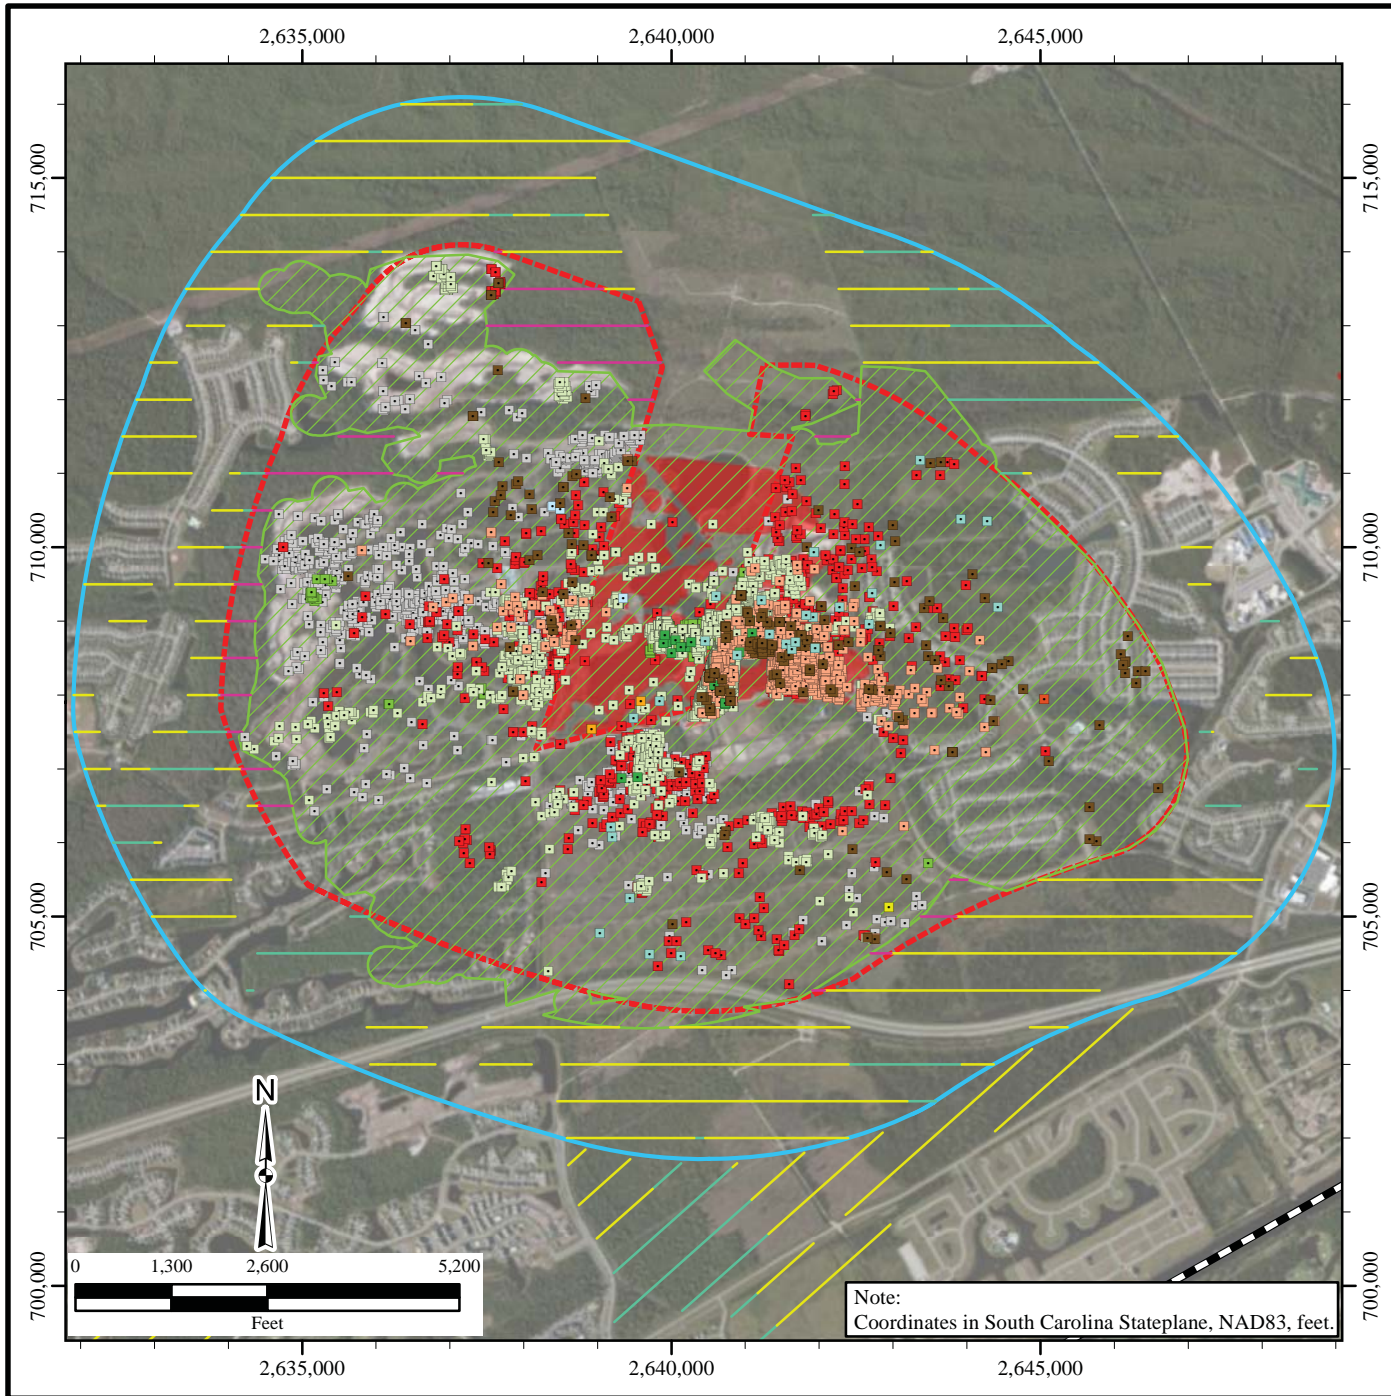 2,635,000 2,640,000 2,645,000
715,000 715,000
710,000 710,000
705,000 705,000
700,000 700,000
N
0 1,300 2,600 5,200
Feet
Note:
Coordinates in South Carolina Stateplane, NAD83, feet.
2,635,000 2,640,000 2,645,000